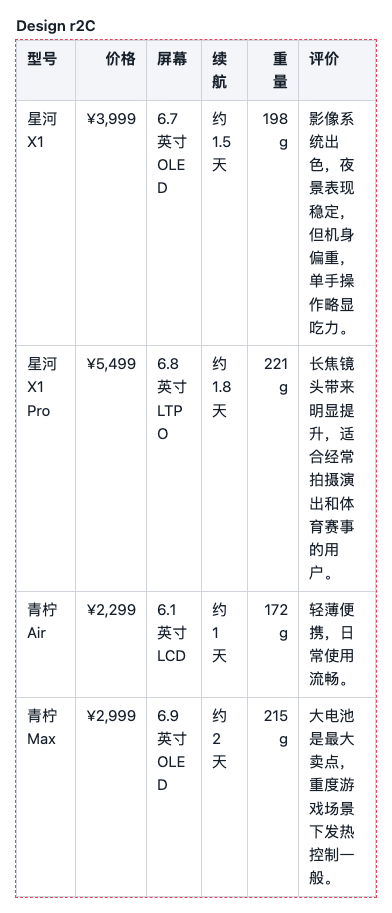 Design r2C
型号 价格 屏幕 续航 重量 评价
星河 X1 ¥3,999 6.7 英寸 OLED 约 1.5 天 198 g 影像系统出色，夜景表现稳定，但机身偏重，单手操作略显吃力。
星河 X1 Pro ¥5,499 6.8 英寸 LTPO 约 1.8 天 221 g 长焦镜头带来明显提升，适合经常拍摄演出和体育赛事的用户。
青柠 Air ¥2,299 6.1 英寸 LCD 约 1 天 172 g 轻薄便携，日常使用流畅。
青柠 Max ¥2,999 6.9 英寸 OLED 约 2 天 215 g 大电池是最大卖点，重度游戏场景下发热控制一般。